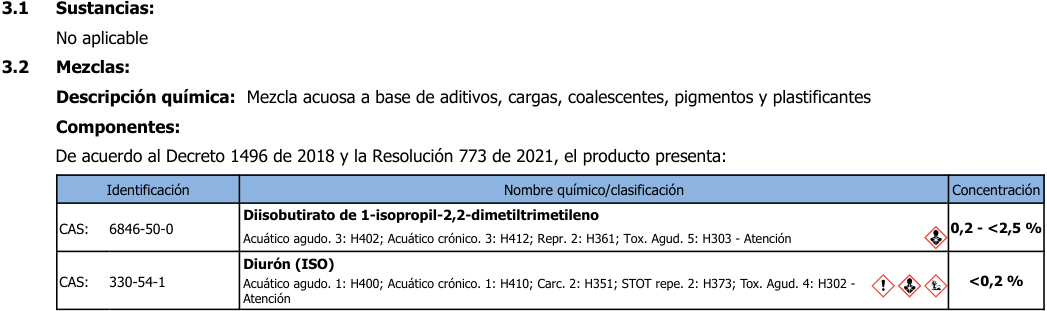 3.1 Sustancias:
No aplicable
3.2 Mezclas:
Descripción química: Mezcla acuosa a base de aditivos, cargas, coalescentes, pigmentos y plastificantes
Componentes:
De acuerdo al Decreto 1496 de 2018 y la Resolución 773 de 2021, el producto presenta:
Identificación Nombre químico/clasificación Concentración
Diisobutirato de 1-isopropil-2,2-dimetiltrimetileno
CAS: 6846-50-0 0,2 - <2,5 %
Acuático agudo. 3: H402; Acuático crónico. 3: H412; Repr. 2: H361; Tox. Agud. 5: H303 - Atención
Diurón (ISO)
CAS: 330-54-1 <0,2 %
Acuático agudo. 1: H400; Acuático crónico. 1: H410; Carc. 2: H351; STOT repe. 2: H373; Tox. Agud. 4: H302 -
Atención